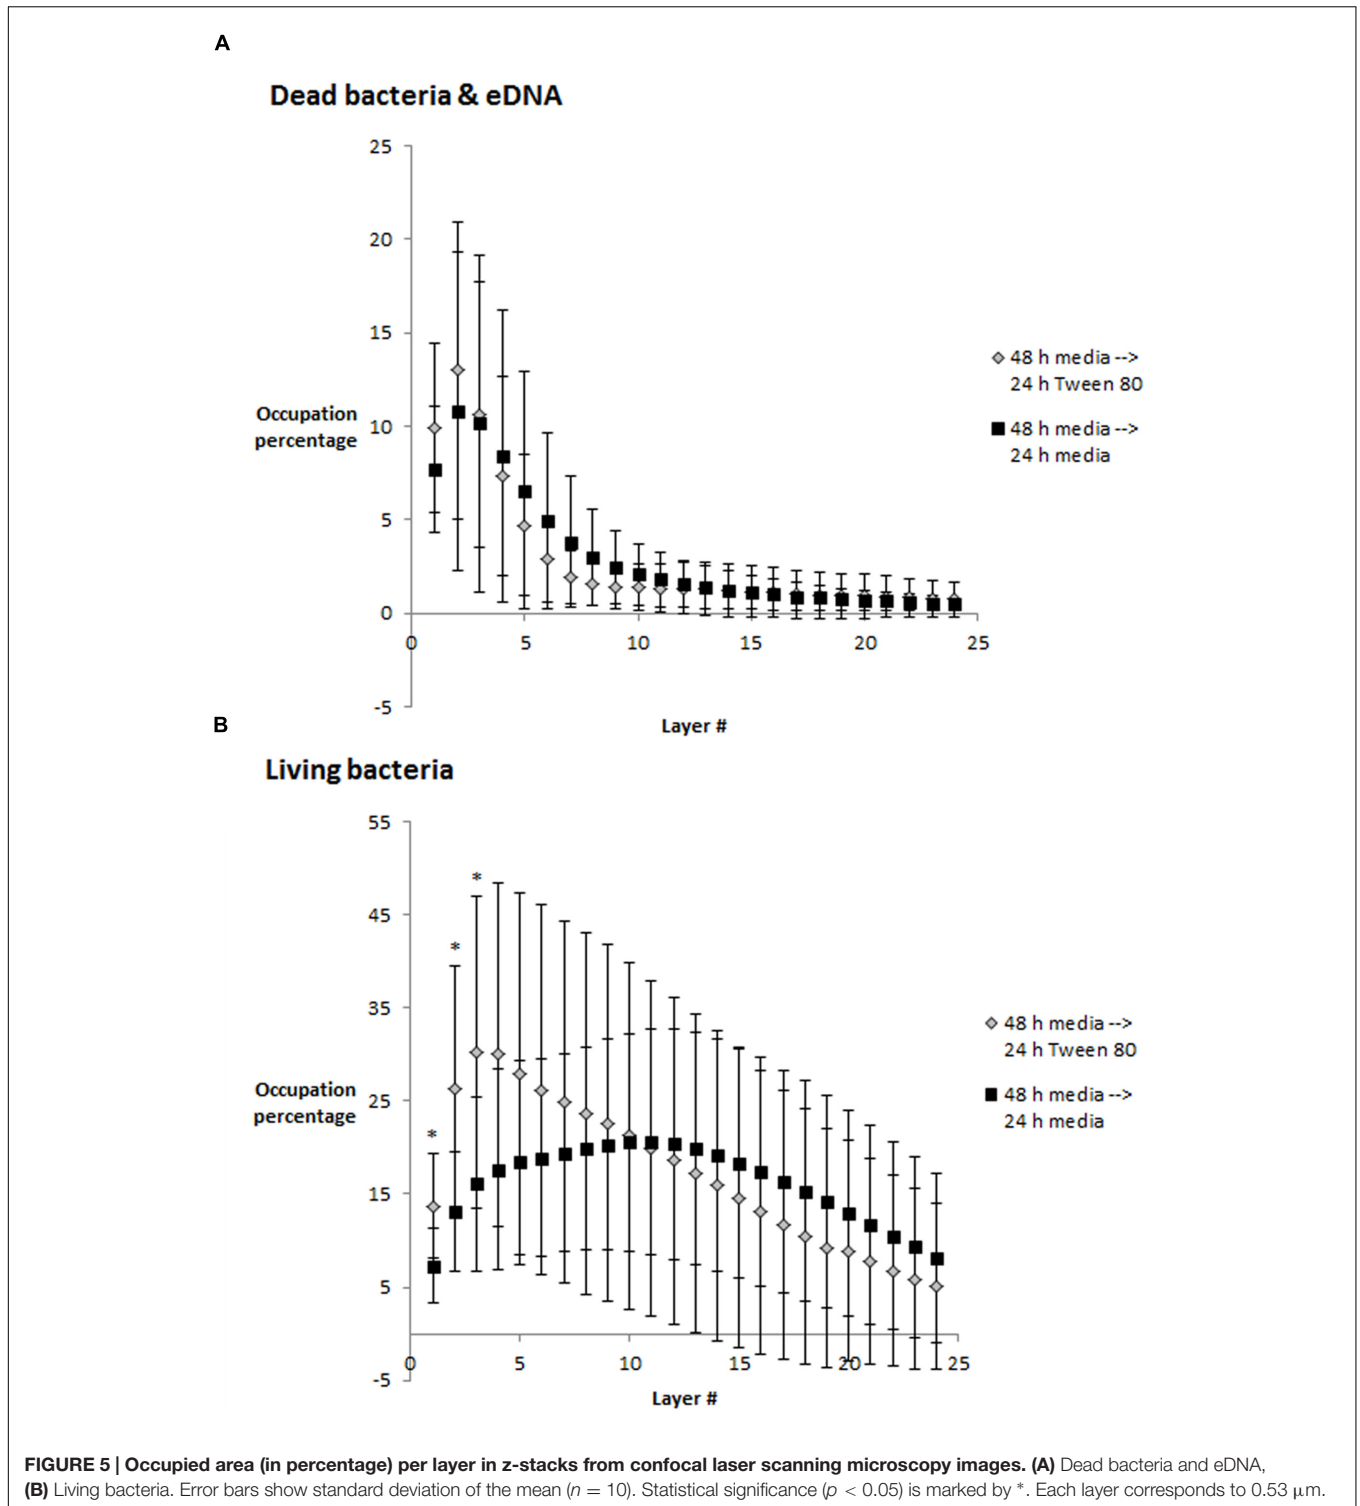 A
Dead bacteria & eDNA
25
20
15
10
5
0
-5
Occupation
percentage
0 5 10 15 20 25
Layer #
48 h media -->
24 h Tween 80
48 h media -->
24 h media
B
Living bacteria
55
45
35
25
15
5
-5
* * *
Occupation
percentage
0 5 10 15 20 25
Layer #
48 h media -->
24 h Tween 80
48 h media -->
24 h media
FIGURE 5 | Occupied area (in percentage) per layer in z-stacks from confocal laser scanning microscopy images. (A) Dead bacteria and eDNA,
(B) Living bacteria. Error bars show standard deviation of the mean (n = 10). Statistical significance (p < 0.05) is marked by *. Each layer corresponds to 0.53 μm.